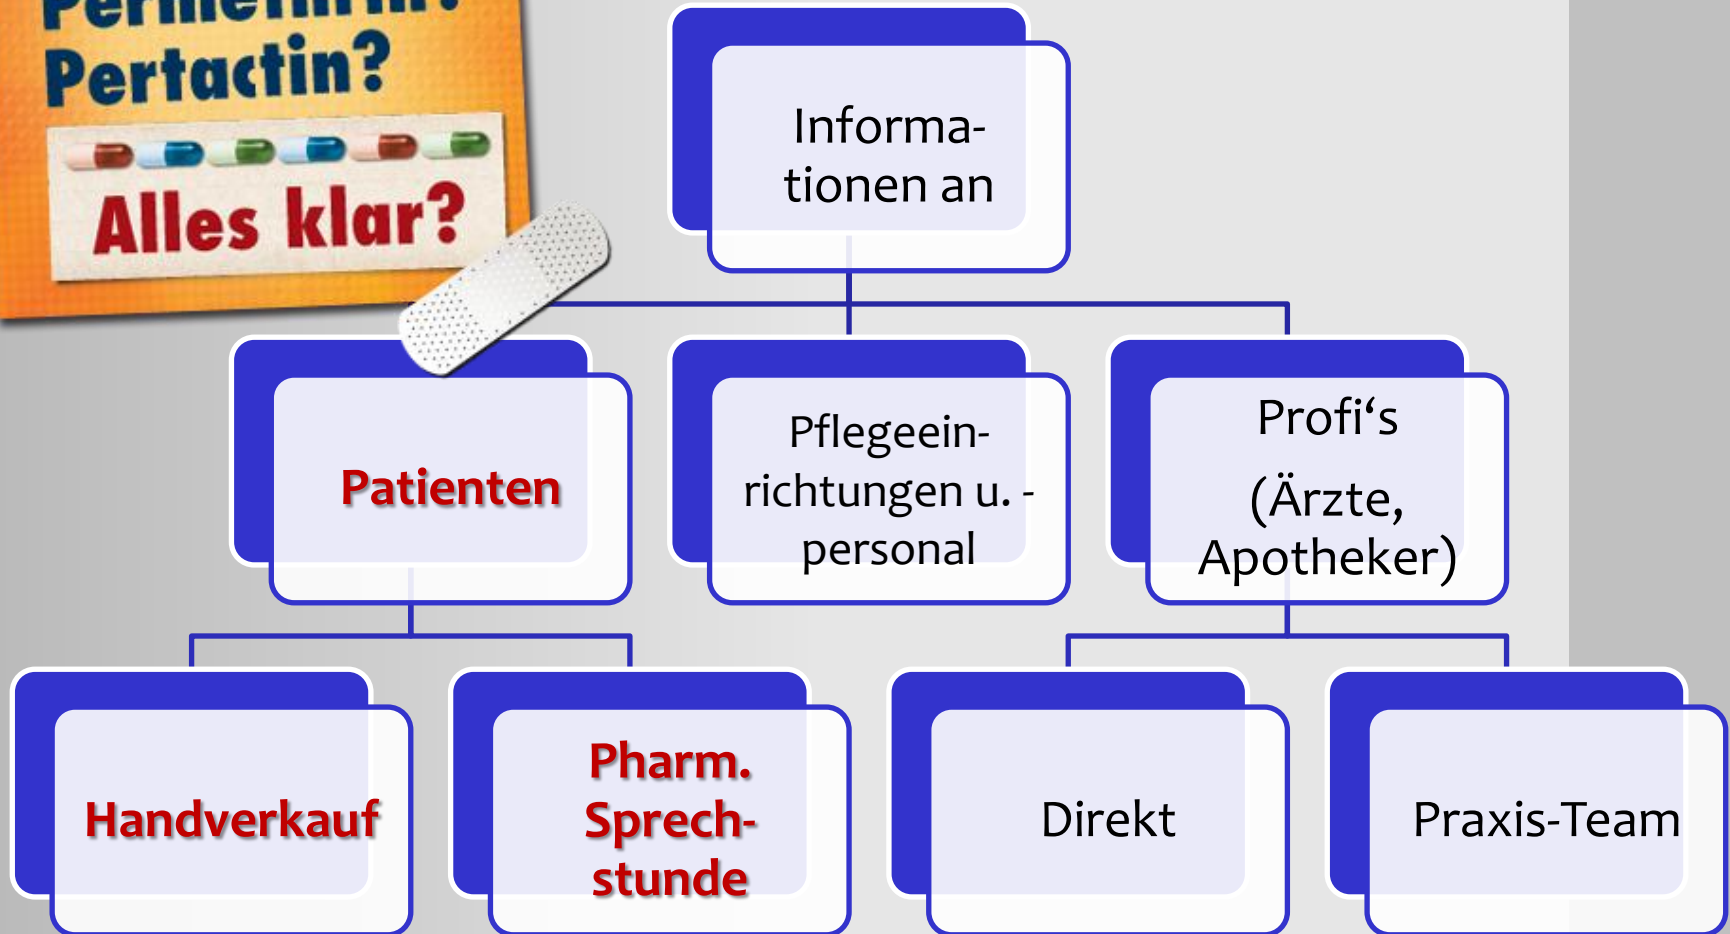 Permethrin?
Pertactin?
Alles klar?
Informa-
tionen an
Patienten
Pflegeein-
richtungen u. -
personal
Profi‘s
(Ärzte,
Apotheker)
Handverkauf
Pharm.
Sprech-
stunde
Direkt
Praxis-Team